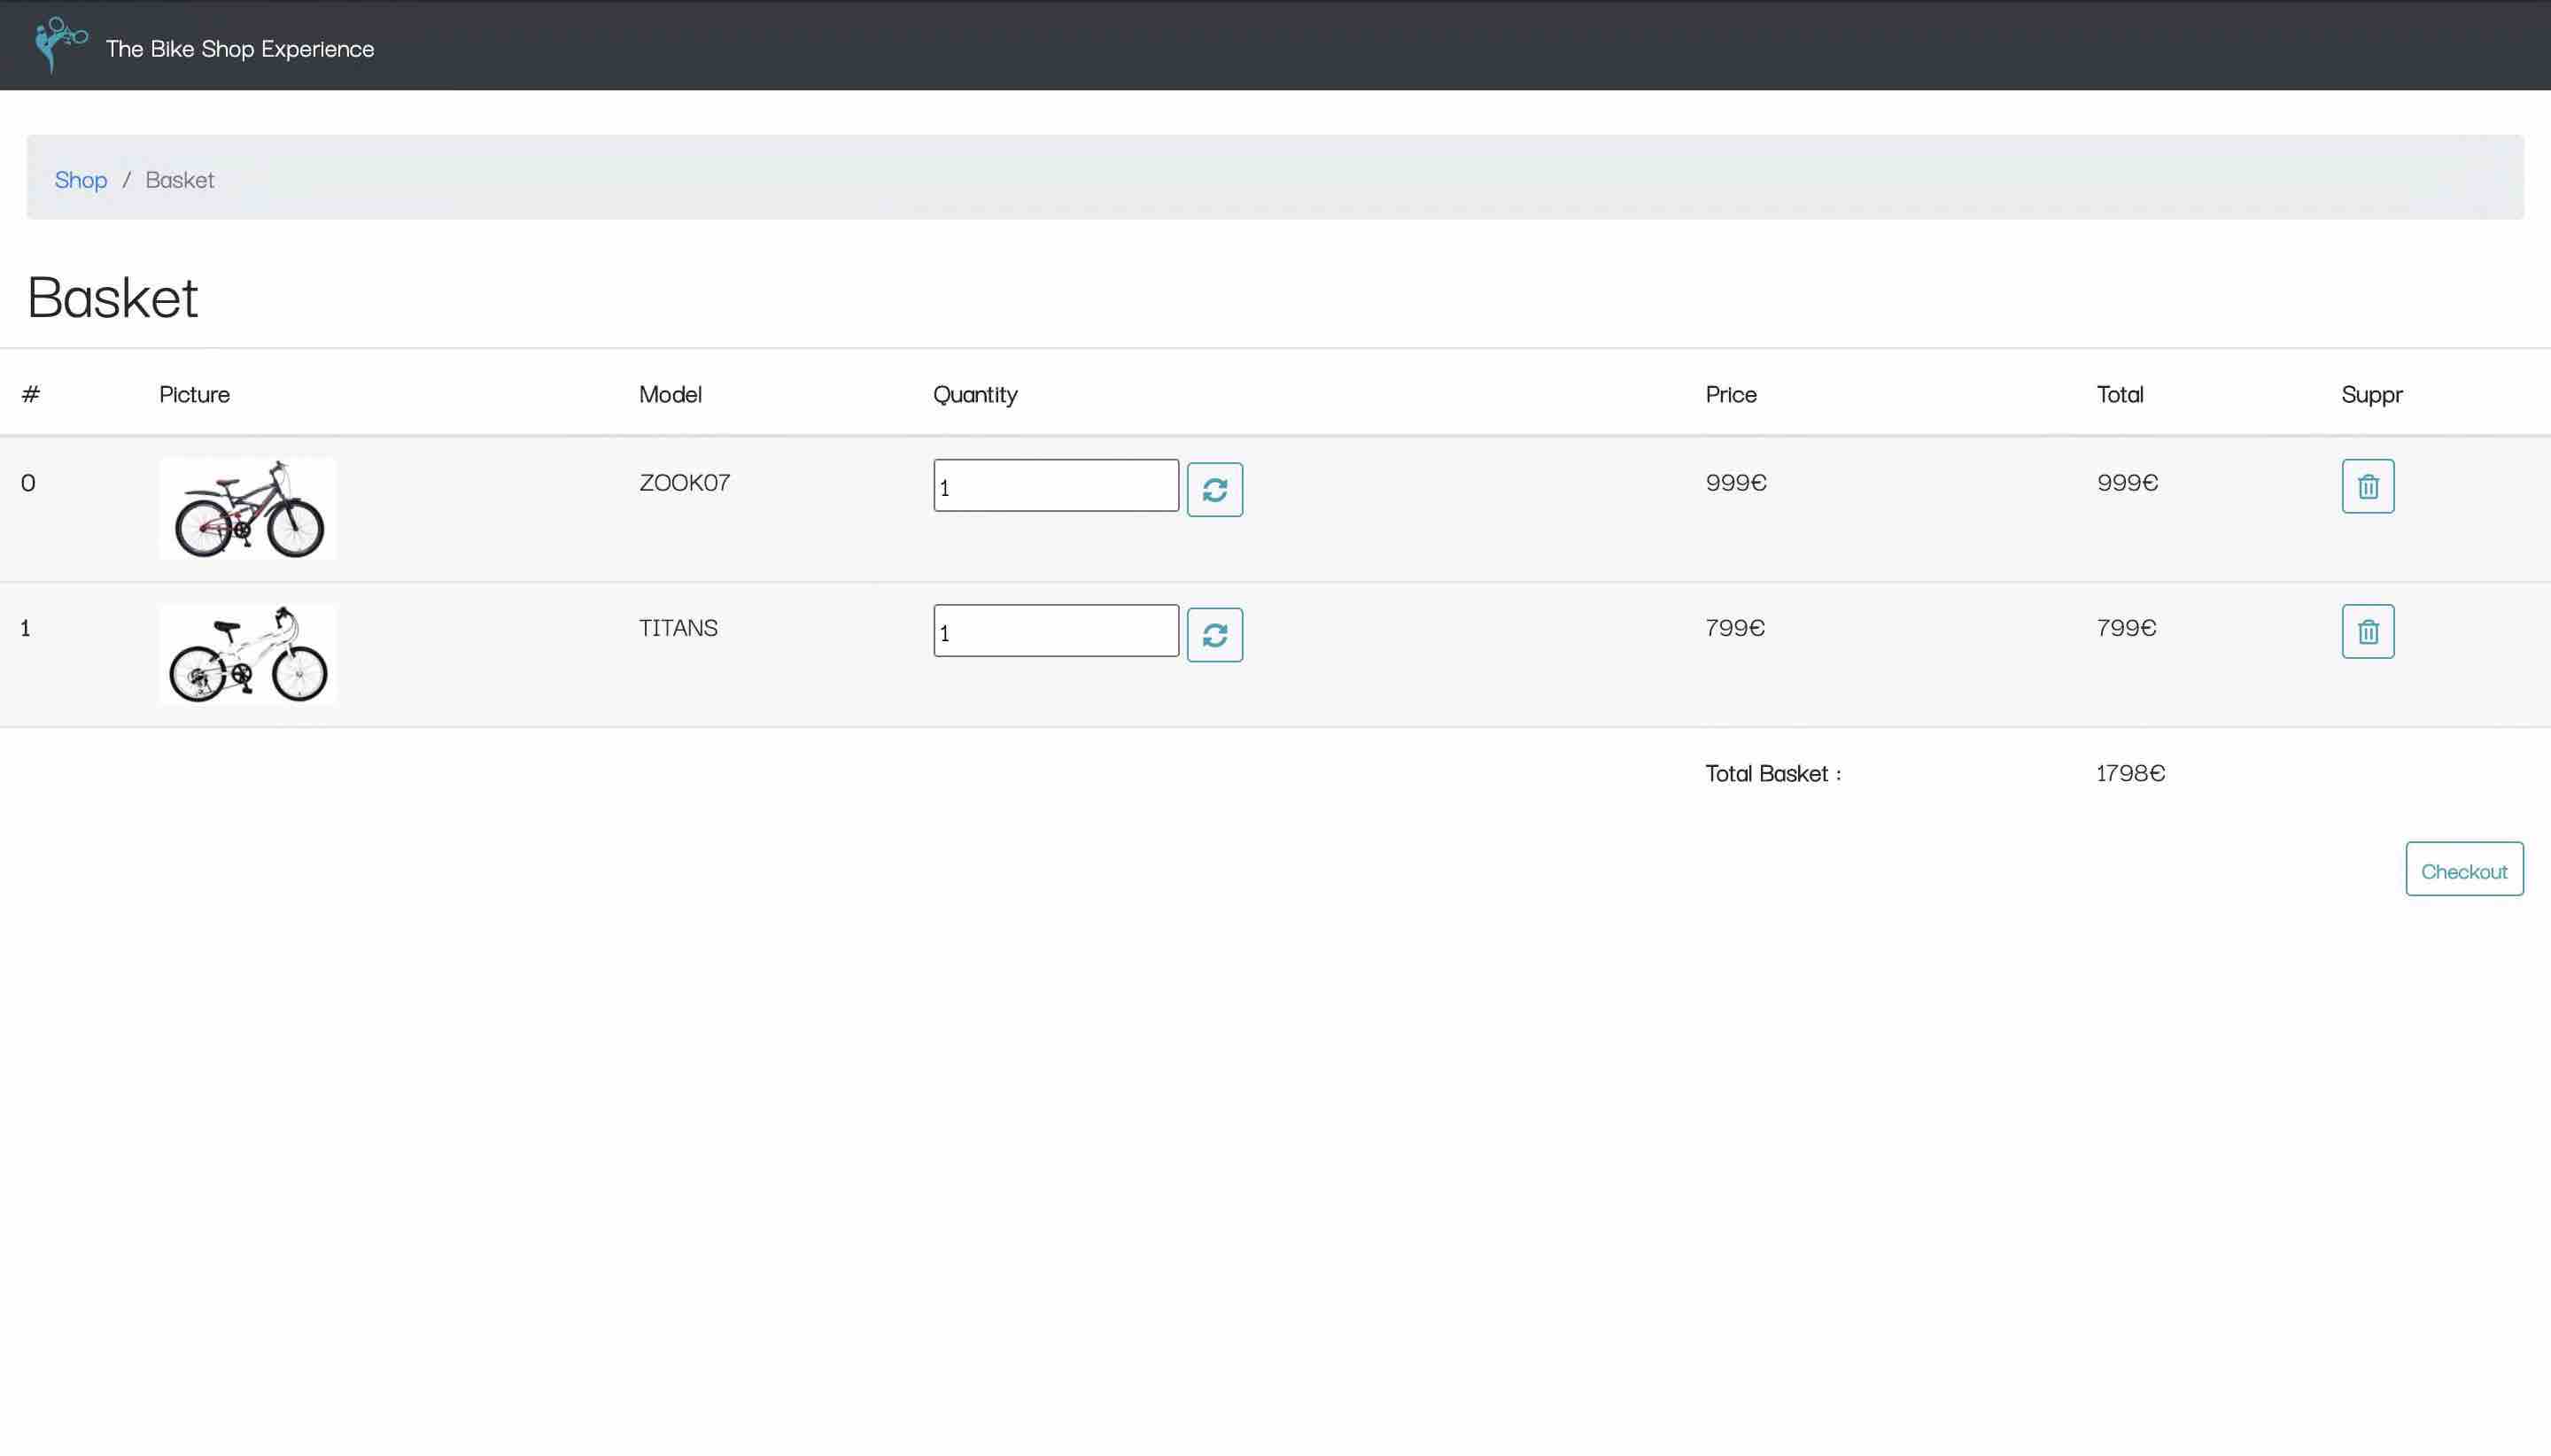 The Bike Shop Experience
Shop / Basket
Basket
# Picture Model Quantity Price Total Suppr
0 ZOOK07 1 999€ 999€
1 TITANS 1 799€ 799€
Total Basket : 1798€
Checkout